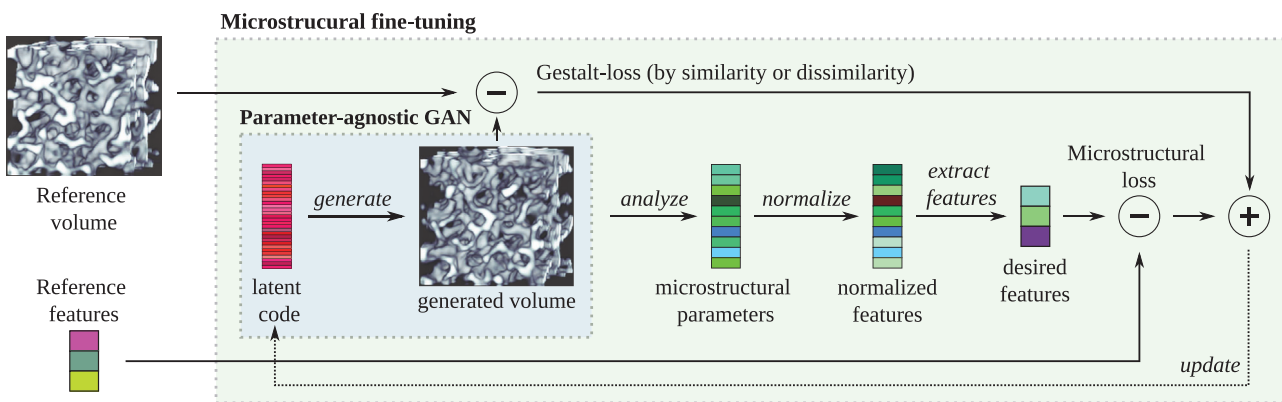 Microstrucural fine-tuning
Gestalt-loss (by similarity or dissimilarity)
Parameter-agnostic GAN
Reference
volume
generate
latent
code
generated volume
analyze
microstructural
parameters
normalize
normalized
features
extract
features
desired
features
Microstructural
loss
Reference
features
update